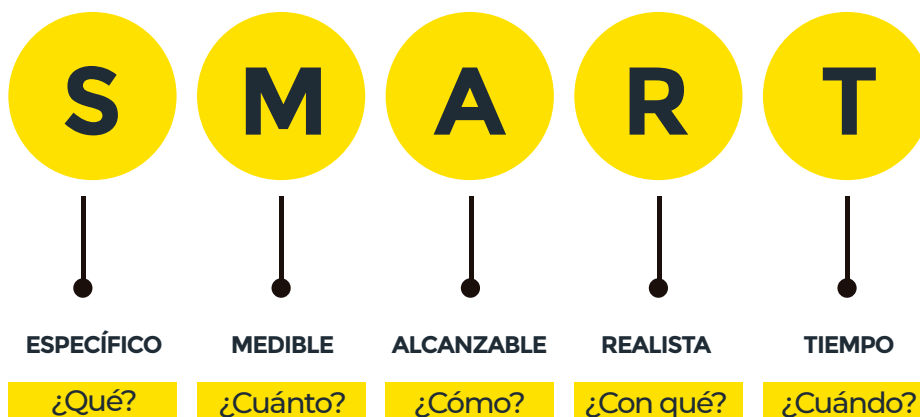 S M A R T
ESPECÍFICO MEDIBLE ALCANZABLE REALISTA TIEMPO
¿Qué? ¿Cuánto? ¿Cómo? ¿Con qué? ¿Cuándo?